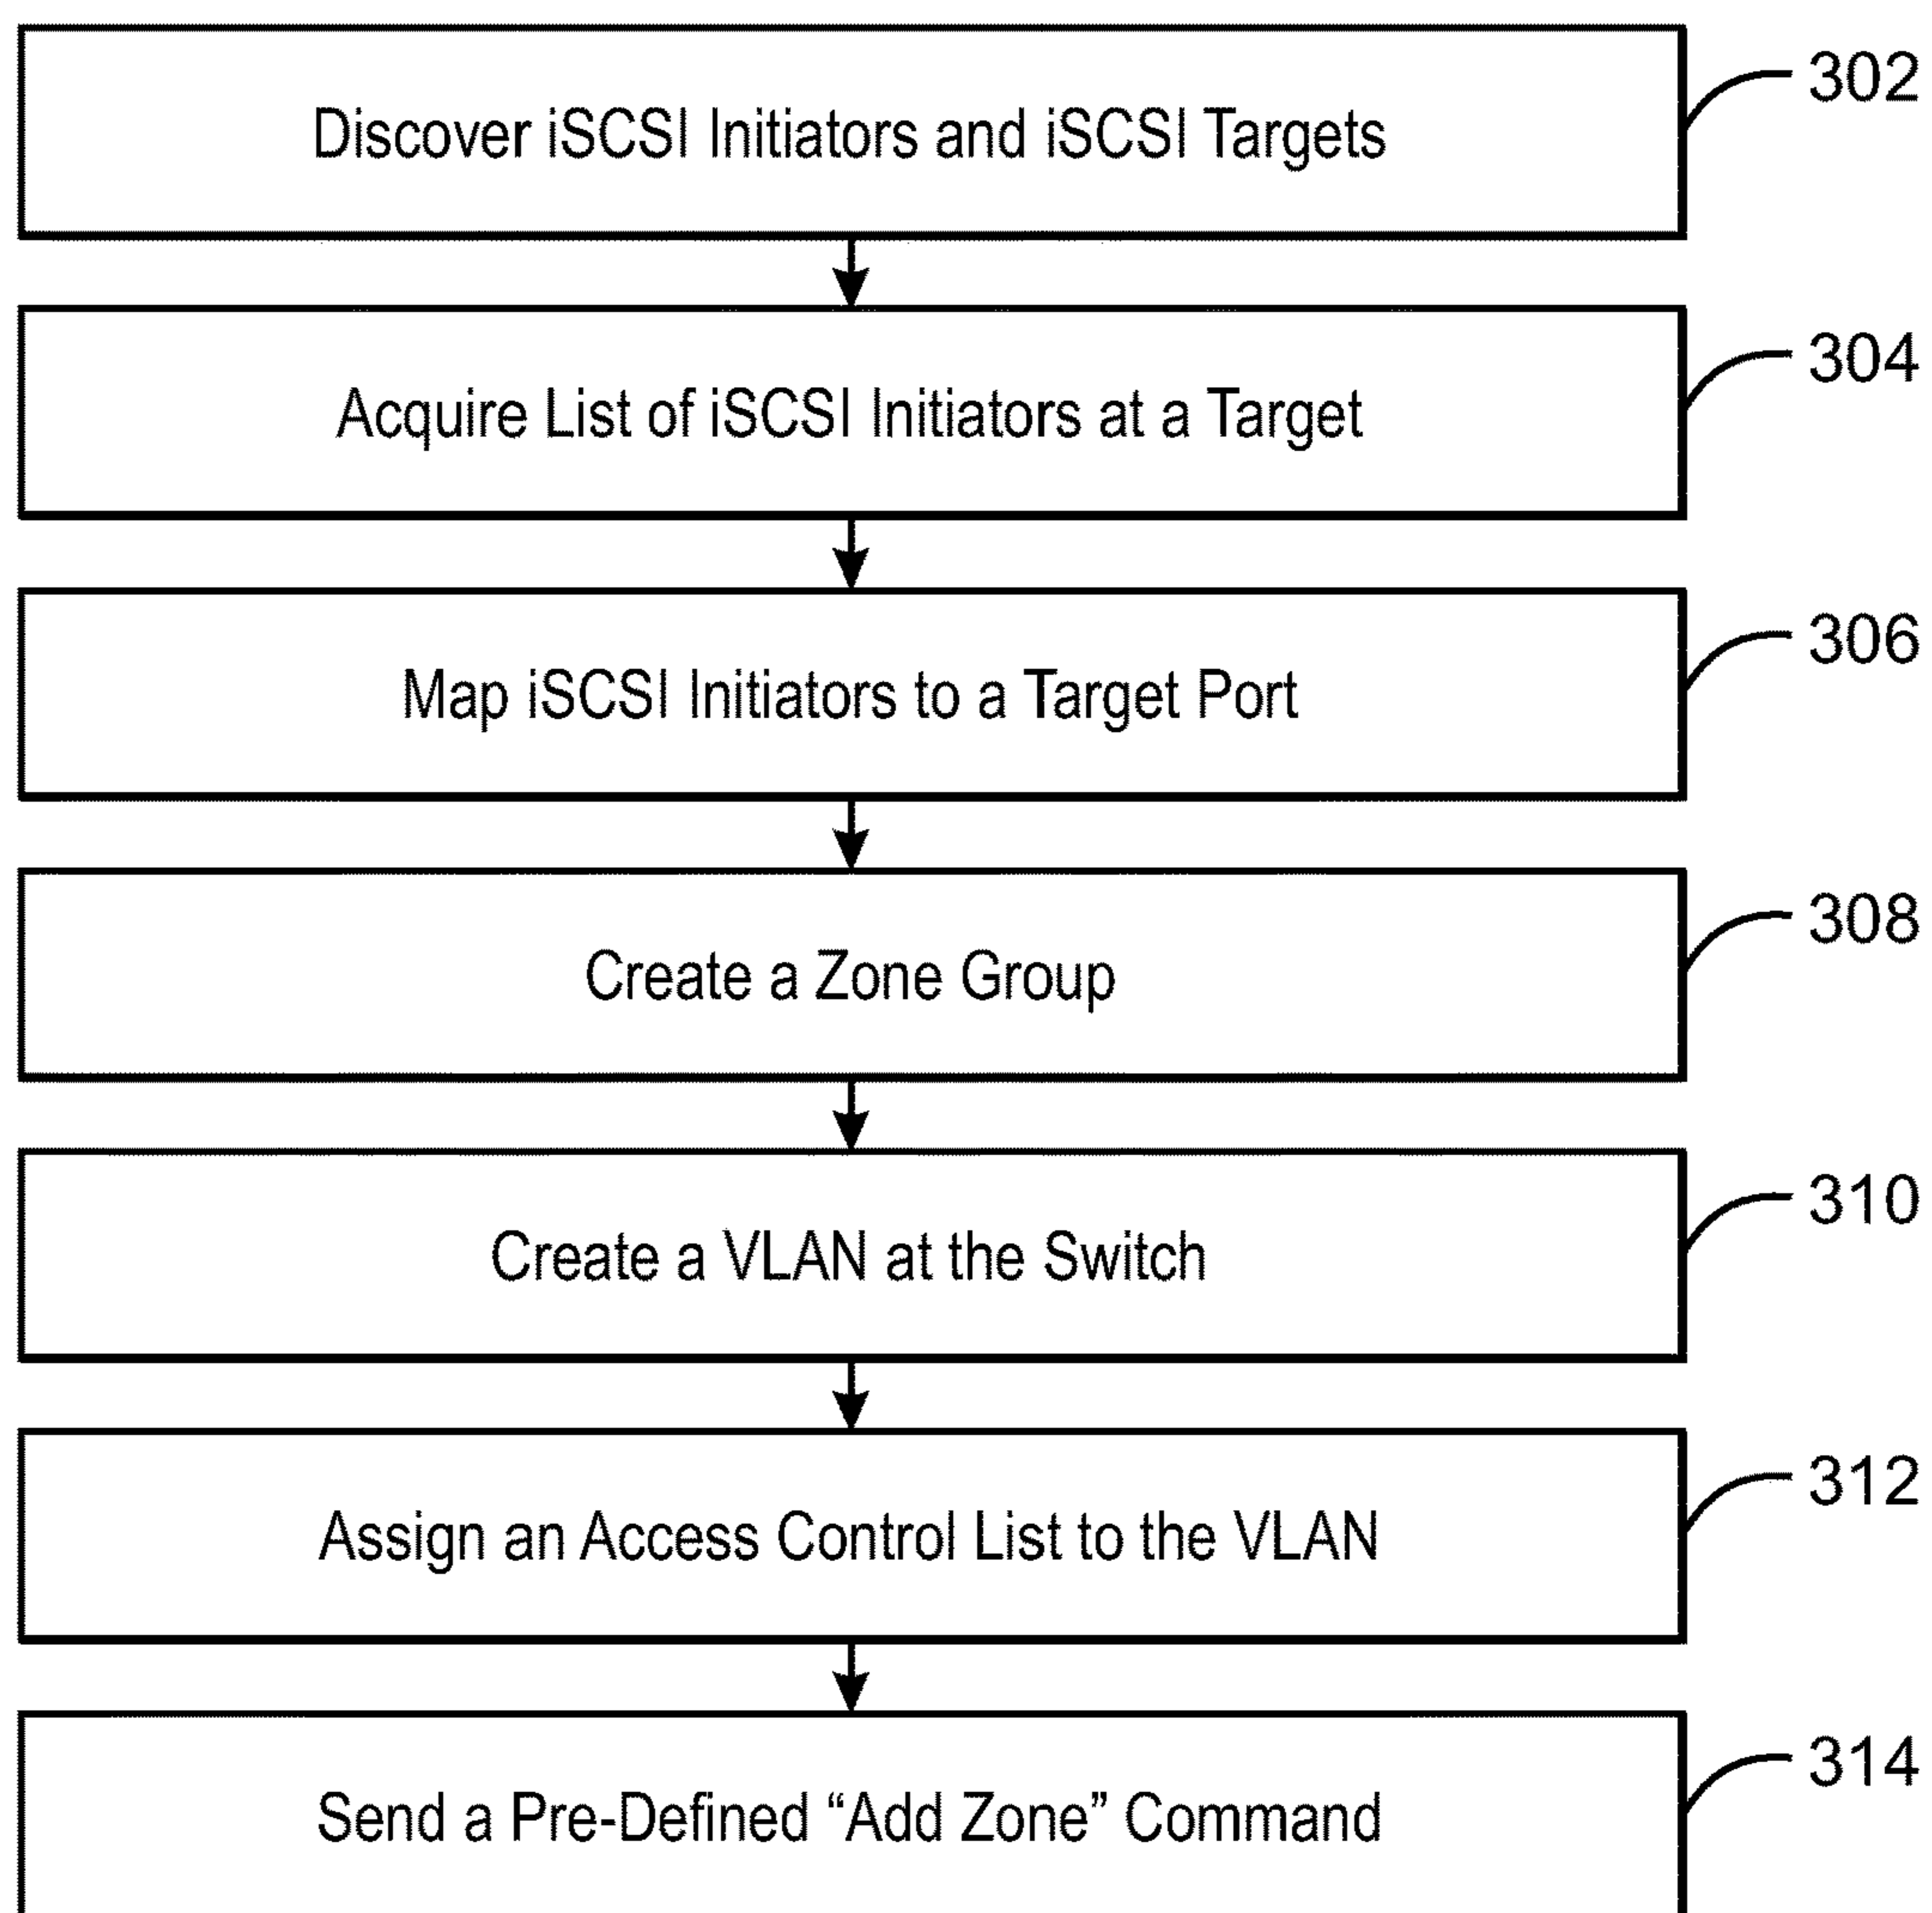 Discover iSCSI Initiators and iSCSI Targets
302
Acquire List of iSCSI Initiators at a Target
304
Map iSCSI Initiators to a Target Port
306
Create a Zone Group
308
Create a VLAN at the Switch
310
Assign an Access Control List to the VLAN
312
Send a Pre-Defined “Add Zone” Command
314